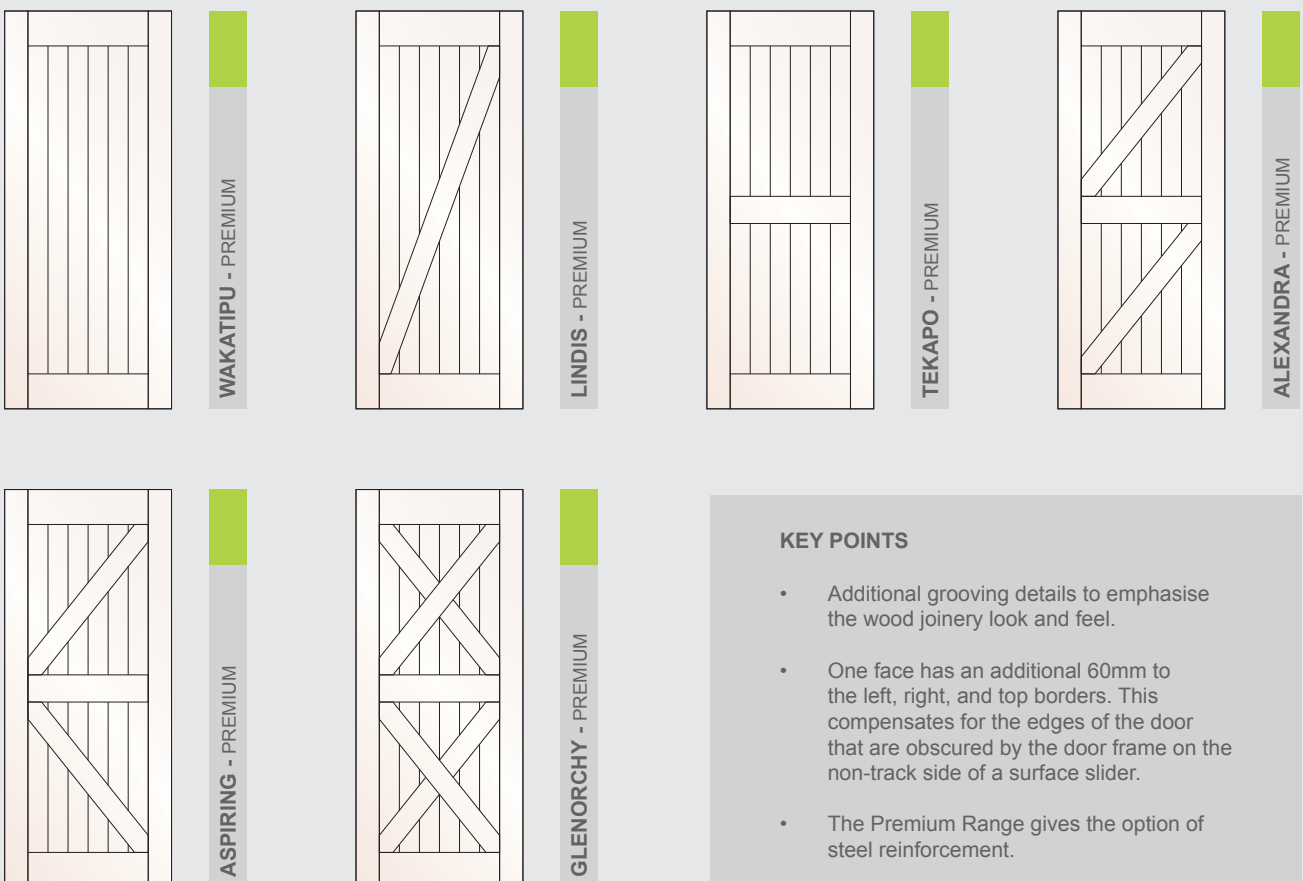 WAKATIPU - PREMIUM
LINDIS - PREMIUM
TEKAPO - PREMIUM
ALEXANDRA - PREMIUM
ASPIRING - PREMIUM
GLENORCHY - PREMIUM
KEY POINTS
• Additional grooving details to emphasise
the wood joinery look and feel.
• One face has an additional 60mm to
the left, right, and top borders. This
compensates for the edges of the door
that are obscured by the door frame on the
non-track side of a surface slider.
• The Premium Range gives the option of
steel reinforcement.